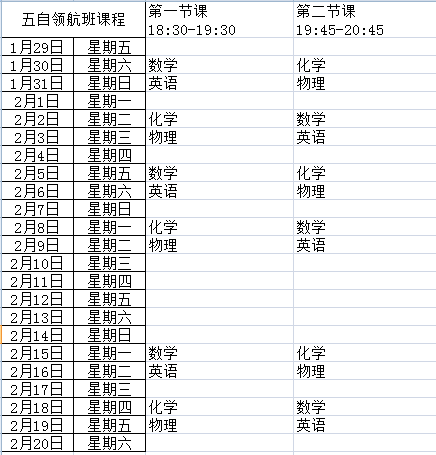 五自领航班课程 第一节课 第二节课
18:30-19:30 19:45-20:45
1月29日 星期五
1月30日 星期六 数学 化学
1月31日 星期日 英语 物理
2月1日 星期一
2月2日 星期二 化学 数学
2月3日 星期三 物理 英语
2月4日 星期四
2月5日 星期五 数学 化学
2月6日 星期六 英语 物理
2月7日 星期日
2月8日 星期一 化学 数学
2月9日 星期二 物理 英语
2月10日 星期三
2月11日 星期四
2月12日 星期五
2月13日 星期六
2月14日 星期日
2月15日 星期一 数学 化学
2月16日 星期二 英语 物理
2月17日 星期三
2月18日 星期四 化学 数学
2月19日 星期五 物理 英语
2月20日 星期六